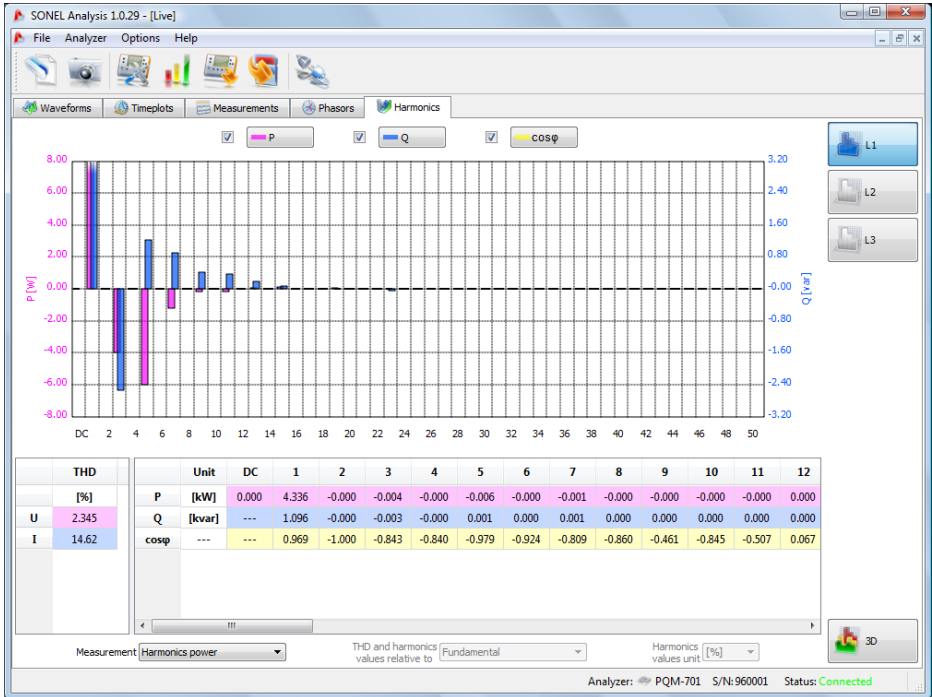 SONEL Analysis 1.0.29 - [Live]
File Analyzer Options Help
Waveforms Timeplots Measurements Phasors Harmonics
P Q cosφ
L1
L2
L3
8.00
6.00
4.00
2.00
0.00
-2.00
-4.00
-6.00
-8.00
P [W]
3.20
2.40
1.60
0.80
-0.00
-0.80
-1.60
-2.40
-3.20
Q [var]
DC 2 4 6 8 10 12 14 16 18 20 22 24 26 28 30 32 34 36 38 40 42 44 46 48 50
THD
[%]
U 2.345
I 14.62
Unit DC 1 2 3 4 5 6 7 8 9 10 11 12
P [kW] 0.000 4.336 -0.000 -0.004 -0.000 -0.006 -0.000 -0.001 -0.000 -0.000 -0.000 -0.000 0.000
Q [kvar] --- 1.096 -0.000 -0.003 -0.000 0.001 0.000 0.001 0.000 0.000 0.000 0.000 0.000
cosφ --- --- 0.969 -1.000 -0.843 -0.840 -0.979 -0.924 -0.809 -0.860 -0.461 -0.845 -0.507 0.067
3D
Measurement Harmonics power
THD and harmonics
values relative to Fundamental
Harmonics
values unit [%]
Analyzer: PQM-701 S/N: 960001 Status: Connected